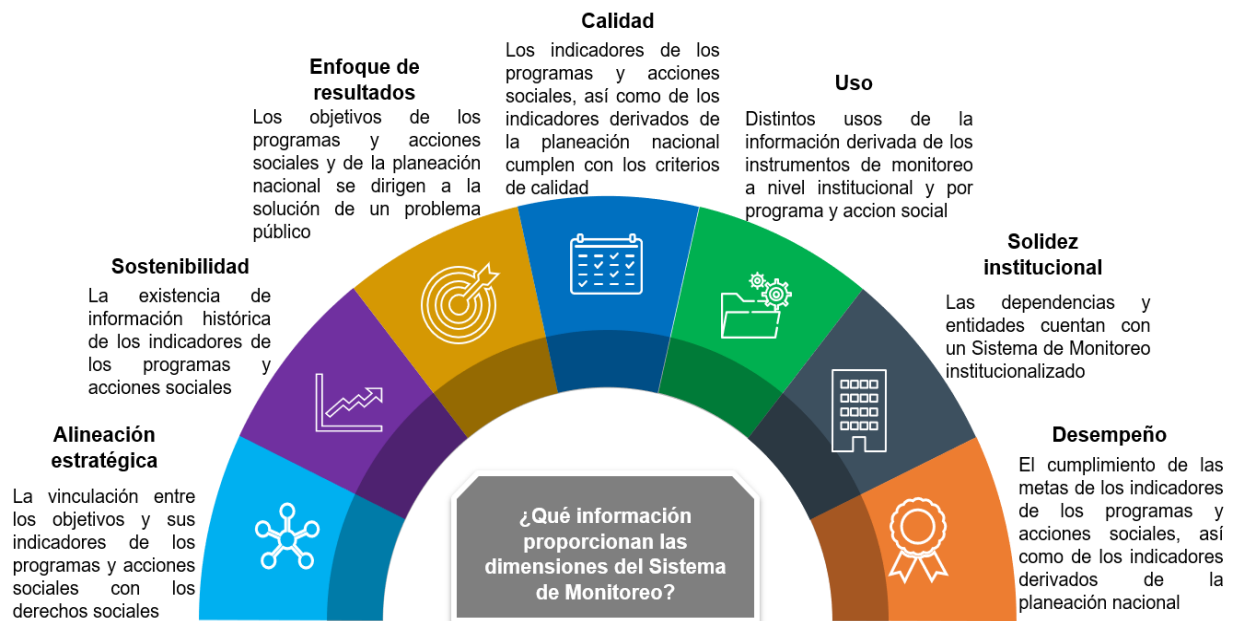 Alineación
estratégica
La vinculación entre
los objetivos y sus
indicadores de los
programas y acciones
sociales con los
derechos sociales
Sostenibilidad
La existencia de
información histórica
de los indicadores de
los programas y
acciones sociales
Enfoque de
resultados
Los objetivos de los
programas y acciones
sociales y de la planeación
nacional se dirigen a la
solución de un problema
público
Calidad
Los indicadores de los
programas y acciones
sociales, así como de los
indicadores derivados de
la planeación nacional
cumplen con los criterios
de calidad
Uso
Distintos usos de la
información derivada de los
instrumentos de monitoreo
a nivel institucional y por
programa y accion social
Solidez
institucional
Las dependencias y
entidades cuentan con
un Sistema de Monitoreo
institucionalizado
Desempeño
El cumplimiento de las
metas de los indicadores
de los programas y
acciones sociales, así
como de los indicadores
derivados de la
planeación nacional
¿Qué información
proporcionan las
dimensiones del Sistema
de Monitoreo?